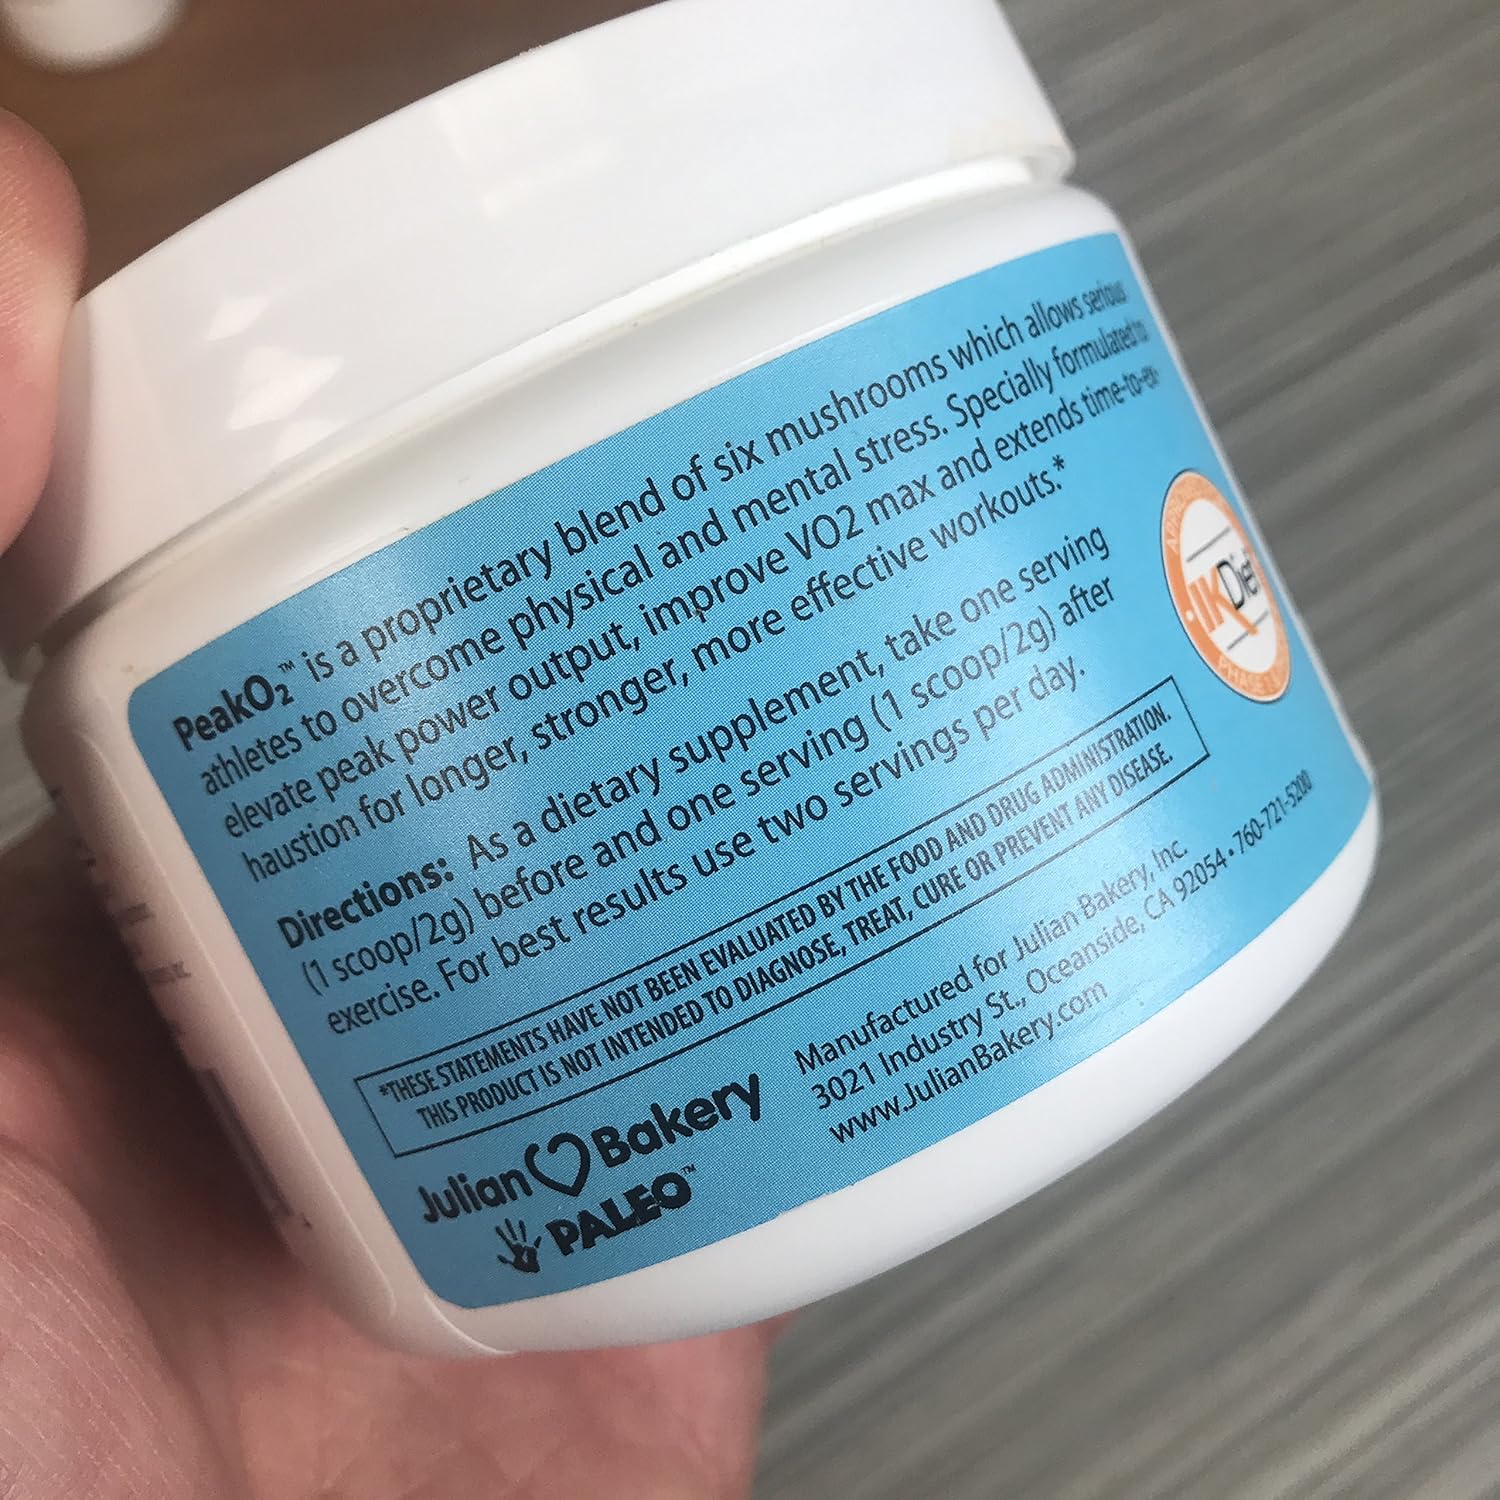 PeakO₂™ is a proprietary blend of six mushrooms which allows serious
athletes to overcome physical and mental stress. Specially formulated to
elevate peak power output, improve VO2 max and extends time-to-ex-
haustion for longer, stronger, more effective workouts.*
Directions: As a dietary supplement, take one serving
(1 scoop/2g) before and one serving (1 scoop/2g) after
exercise. For best results use two servings per day.
*THESE STATEMENTS HAVE NOT BEEN EVALUATED BY THE FOOD AND DRUG ADMINISTRATION.
THIS PRODUCT IS NOT INTENDED TO DIAGNOSE, TREAT, CURE OR PREVENT ANY DISEASE.
Julian Bakery
PALEO™
Manufactured for Julian Bakery, Inc
3021 Industry St., Oceanside, CA 92054 • 760-721-5200
www.JulianBakery.com
Diet
PHASE